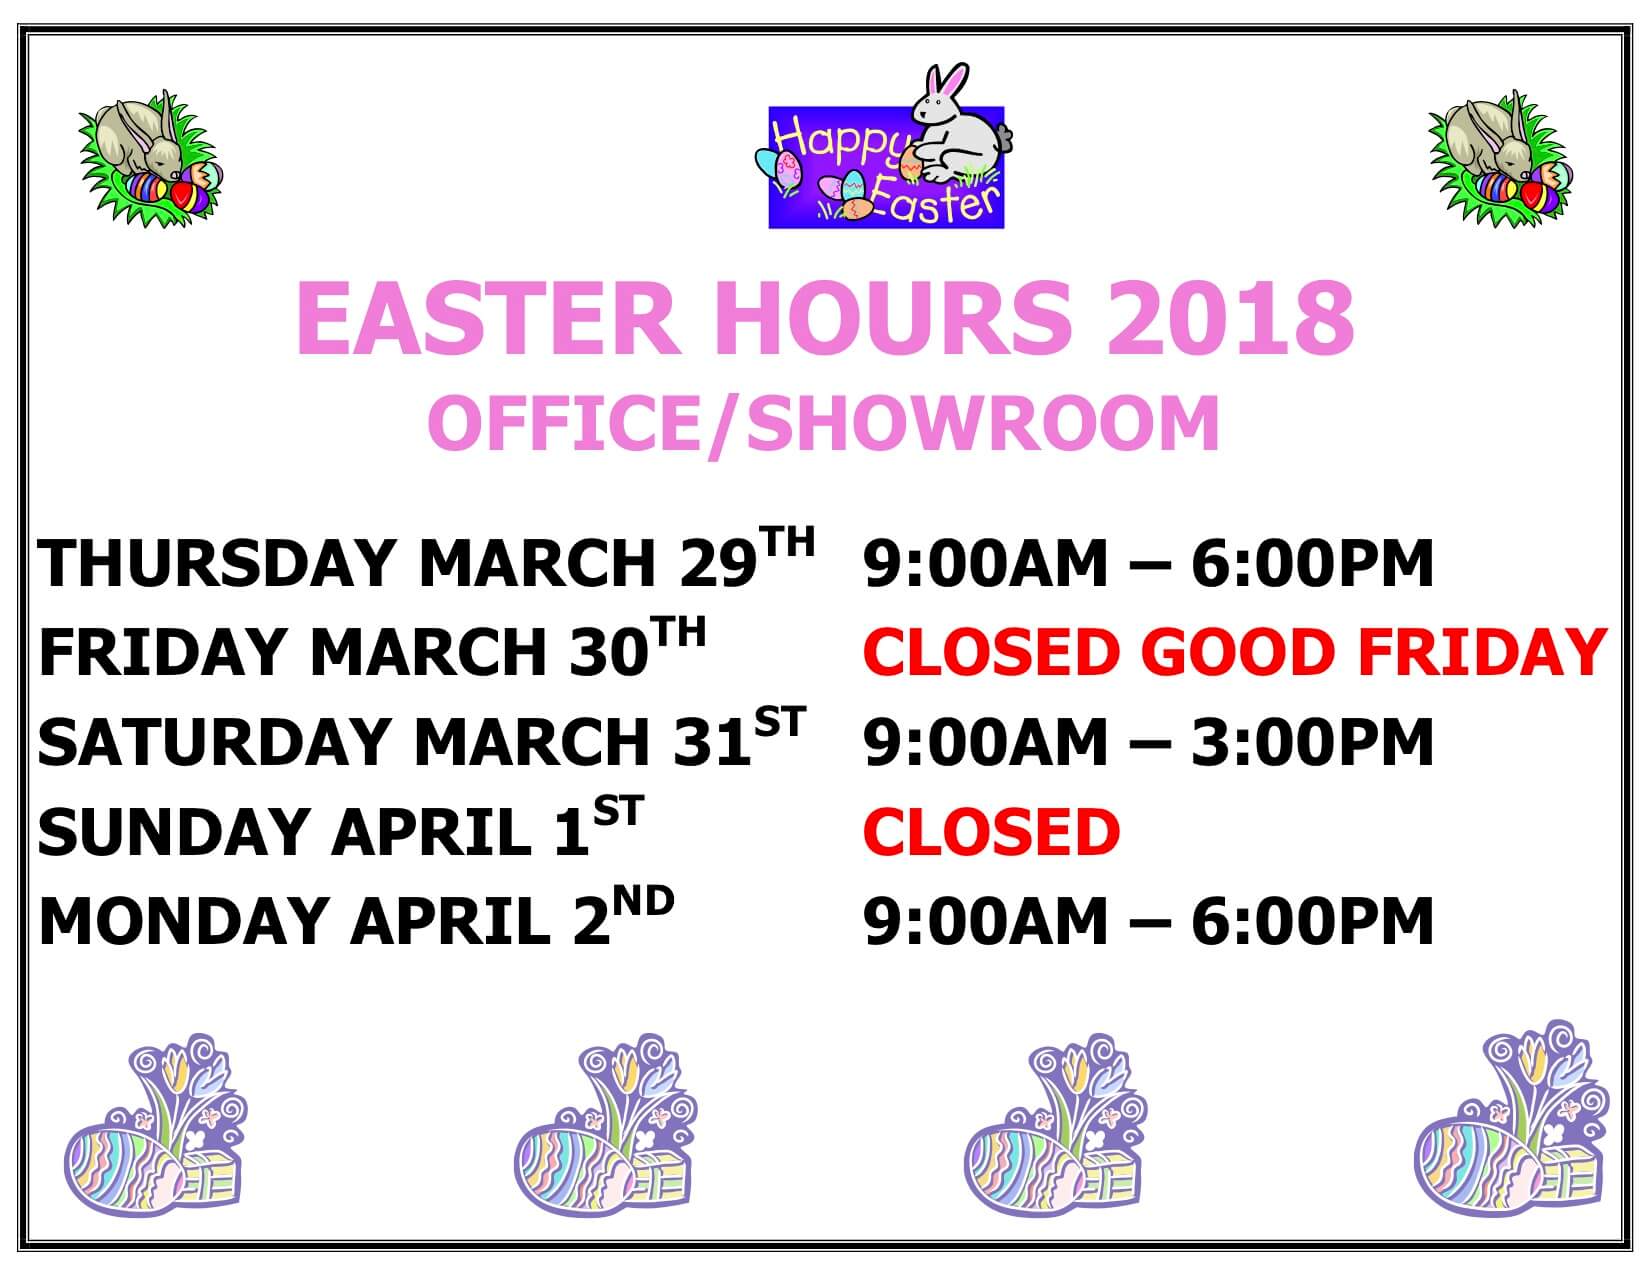 Happy
Easter
EASTER HOURS 2018
OFFICE/SHOWROOM
THURSDAY MARCH 29TH 9:00AM – 6:00PM
FRIDAY MARCH 30TH CLOSED GOOD FRIDAY
SATURDAY MARCH 31ST 9:00AM – 3:00PM
SUNDAY APRIL 1ST CLOSED
MONDAY APRIL 2ND 9:00AM – 6:00PM